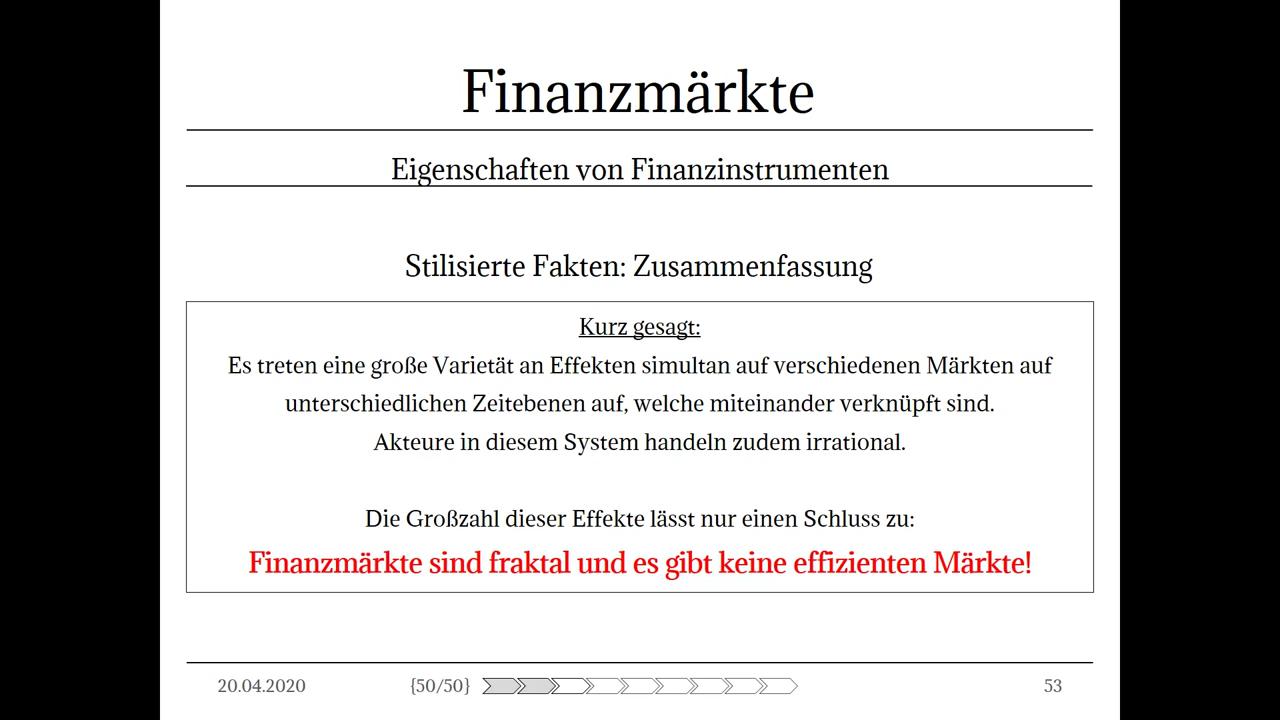 Finanzmärkte
Eigenschaften von Finanzinstrumenten
Stilisierte Fakten: Zusammenfassung
Kurz gesagt:
Es treten eine große Varietät an Effekten simultan auf verschiedenen Märkten auf
unterschiedlichen Zeitebenen auf, welche miteinander verknüpft sind.
Akteure in diesem System handeln zudem irrational.
Die Großzahl dieser Effekte lässt nur einen Schluss zu:
Finanzmärkte sind fraktal und es gibt keine effizienten Märkte!
20.04.2020 {50/50} 53